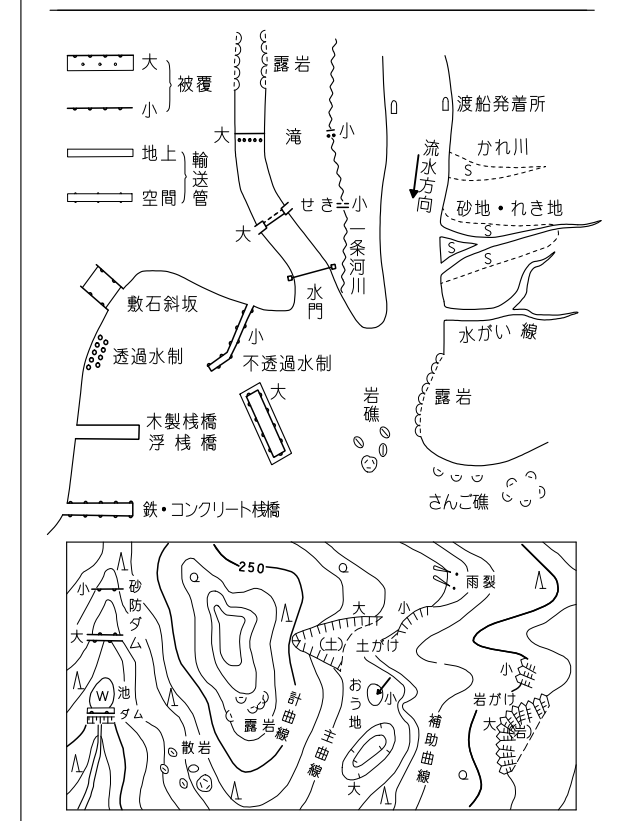 大
被覆
小
地上
輸送管
空間
露岩
大
滝
小
渡船発着所
かれ川
S
流水方向
砂地・れき地
S
S
S
せき
小
大
一条河川
水門
敷石斜坂
小
水がい線
透過水制
不透過水制
大
岩礁
露岩
木製桟橋
浮桟橋
さんご礁
鉄・コンクリート桟橋
250
雨裂
小
砂防ダム
大
大
小
(土)
土がけ
小
W
池
ダム
おう地
小
岩がけ
大
(岩)
露岩
計曲線
主曲線
補助曲線
散岩
大